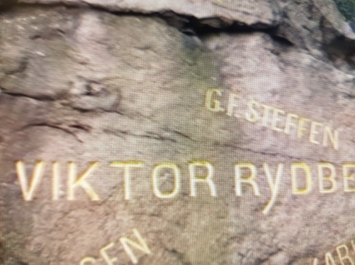 G.F. STEFFEN
VIKTOR RYDBE